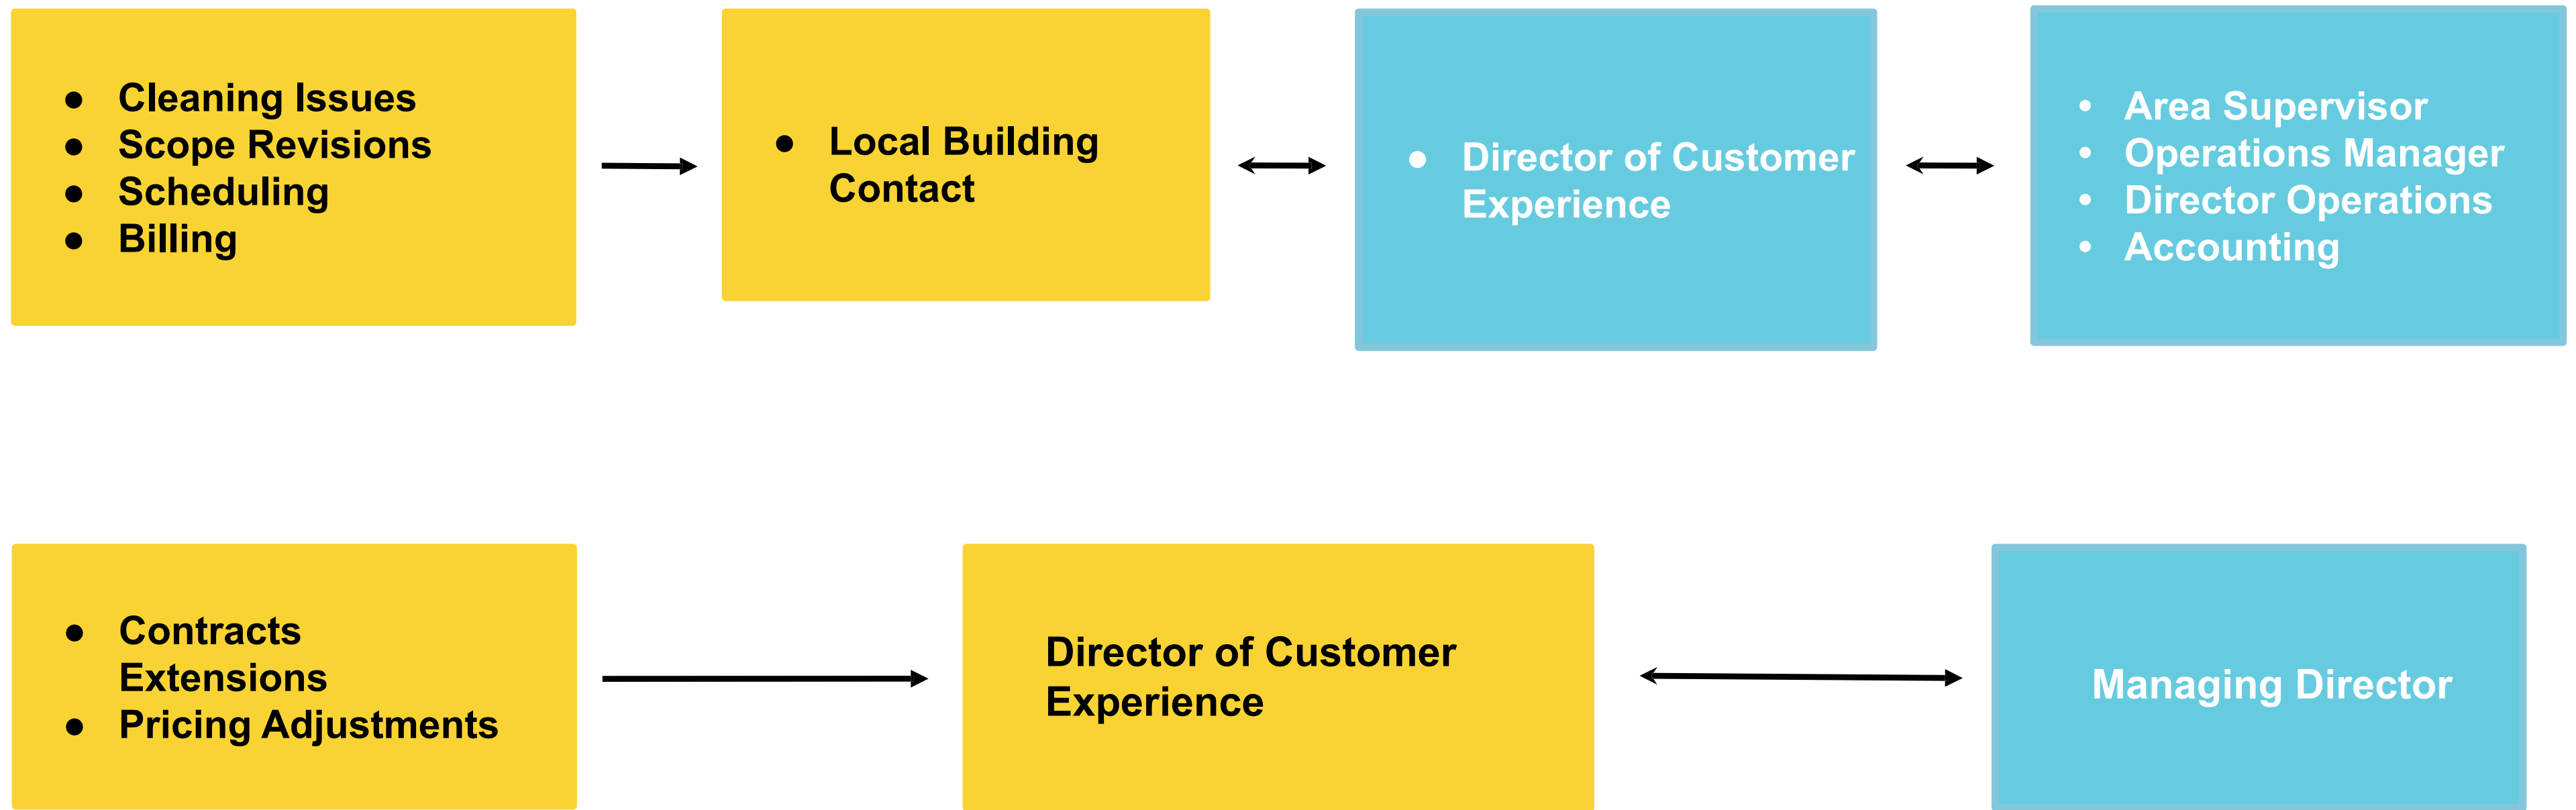 ● Cleaning Issues
● Scope Revisions
● Scheduling
● Billing
● Local Building
Contact
● Director of Customer
Experience
• Area Supervisor
• Operations Manager
• Director Operations
• Accounting
● Contracts
Extensions
● Pricing Adjustments
Director of Customer
Experience
Managing Director